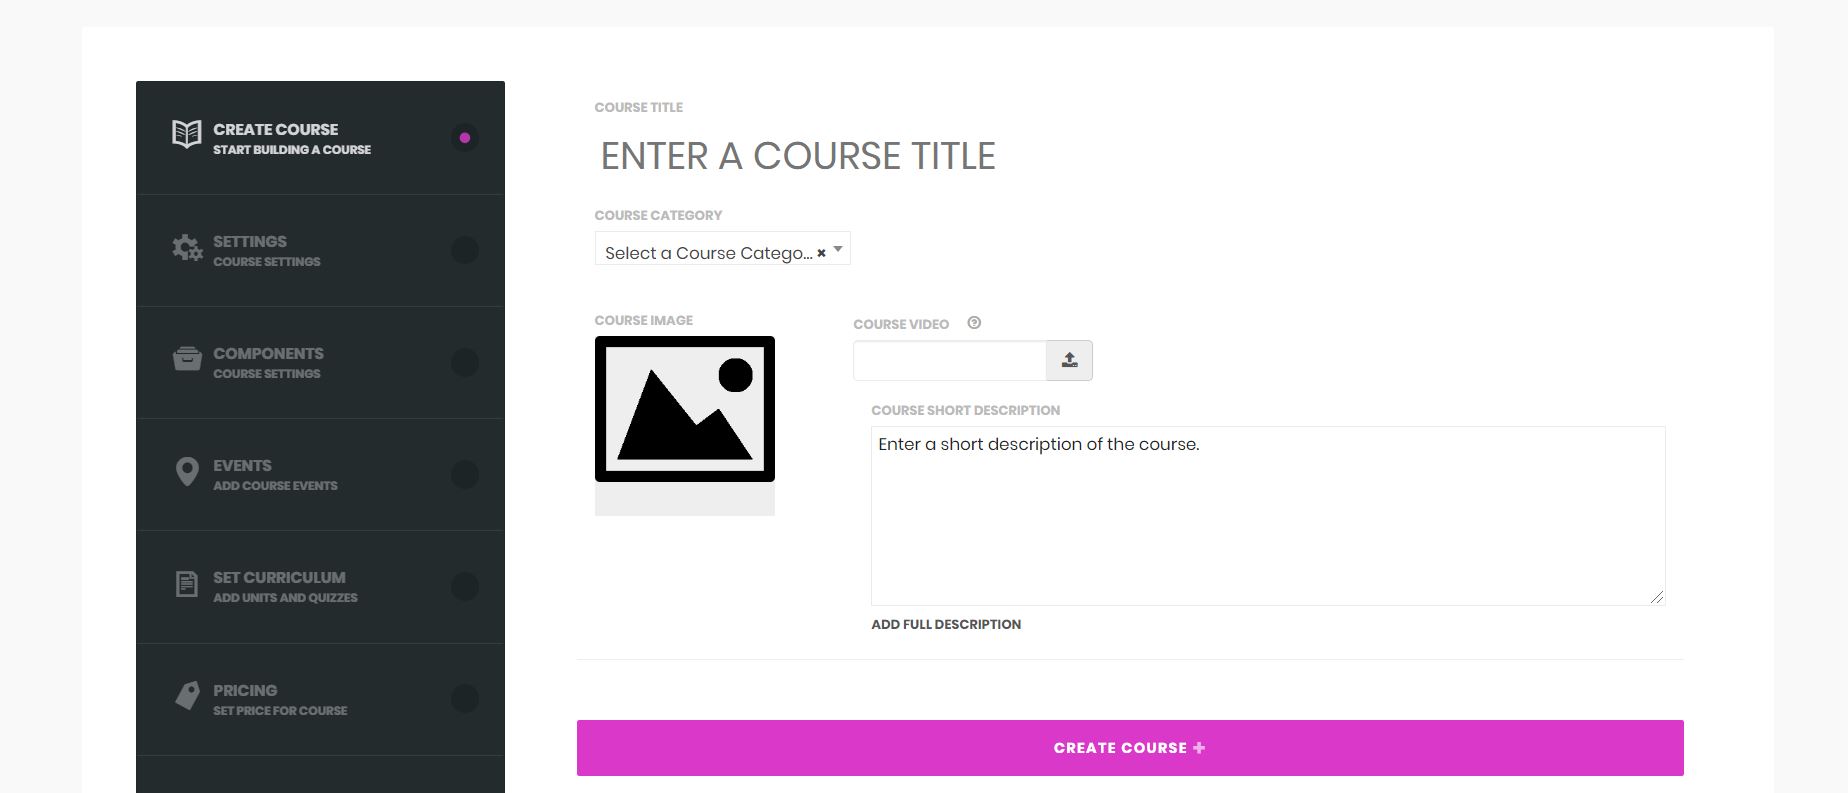 CREATE COURSE
START BUILDING A COURSE
SETTINGS
COURSE SETTINGS
COMPONENTS
COURSE SETTINGS
EVENTS
ADD COURSE EVENTS
SET CURRICULUM
ADD UNITS AND QUIZZES
PRICING
SET PRICE FOR COURSE
COURSE TITLE
ENTER A COURSE TITLE
COURSE CATEGORY
Select a Course Catego... ×
COURSE IMAGE
COURSE VIDEO
COURSE SHORT DESCRIPTION
Enter a short description of the course.
ADD FULL DESCRIPTION
CREATE COURSE +